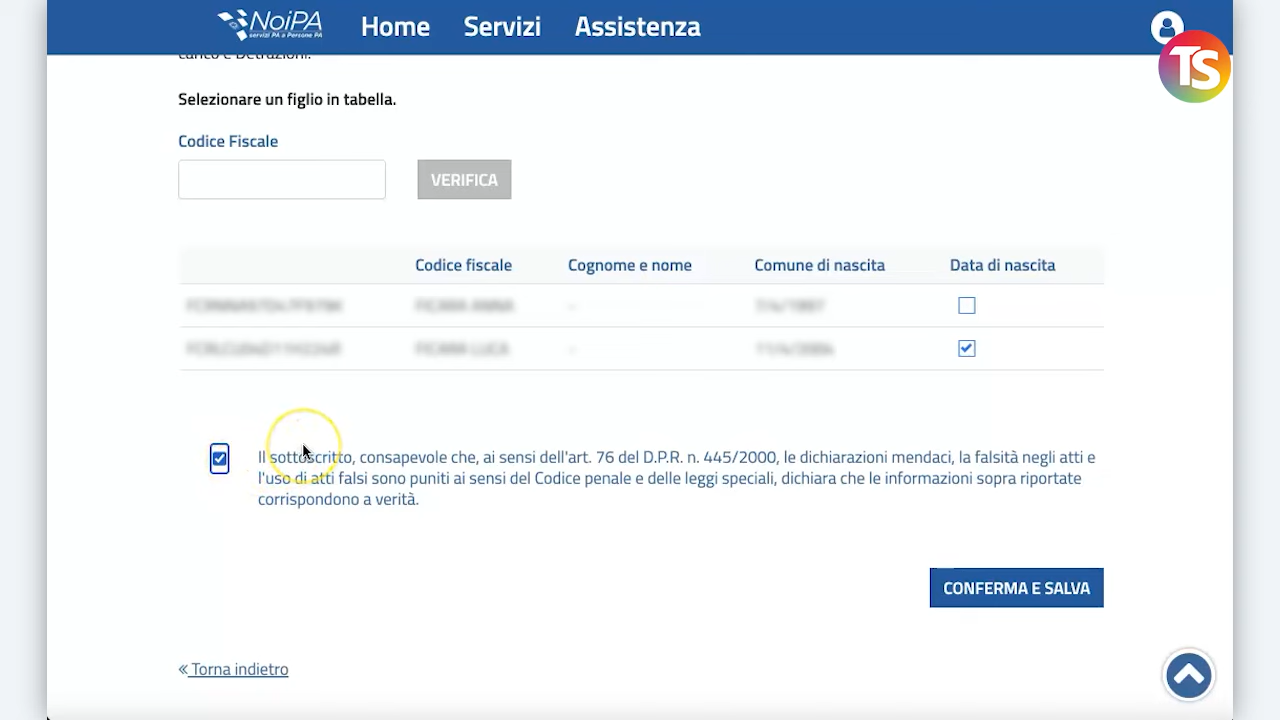 NoiPA
servizi PA a Persone PA
Home Servizi Assistenza
TS
carico e Detrazioni.
Selezionare un figlio in tabella.
Codice Fiscale
VERIFICA
Codice fiscale Cognome e nome Comune di nascita Data di nascita
Il sottoscritto, consapevole che, ai sensi dell'art. 76 del D.P.R. n. 445/2000, le dichiarazioni mendaci, la falsità negli atti e
l'uso di atti falsi sono puniti ai sensi del Codice penale e delle leggi speciali, dichiara che le informazioni sopra riportate
corrispondono a verità.
CONFERMA E SALVA
« Torna indietro